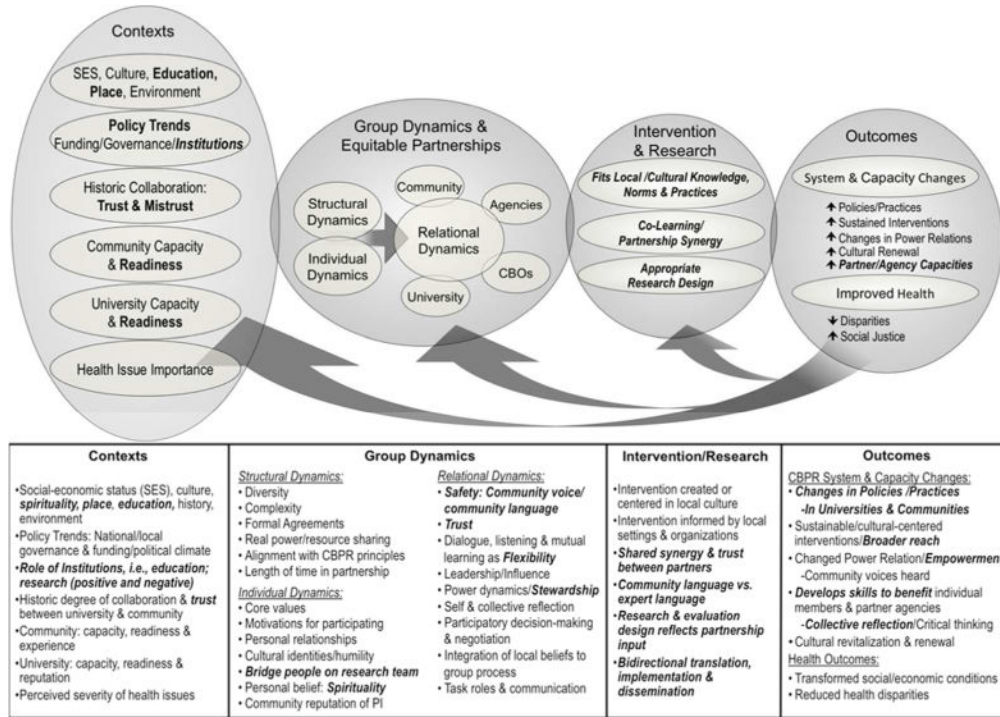 Contexts
SES, Culture, Education,
Place, Environment
Policy Trends
Funding/Governance/Institutions
Historic Collaboration:
Trust & Mistrust
Community Capacity
& Readiness
University Capacity
& Readiness
Health Issue Importance
Group Dynamics &
Equitable Partnerships
Structural
Dynamics
Individual
Dynamics
Community
Relational
Dynamics
University
Agencies
CBOs
Intervention
& Research
Fits Local /Cultural Knowledge,
Norms & Practices
Co-Learning/
Partnership Synergy
Appropriate
Research Design
Outcomes
System & Capacity Changes
Policies/Practices
Sustained Interventions
Changes in Power Relations
Cultural Renewal
Partner/Agency Capacities
Improved Health
Disparities
Social Justice
Contexts
•Social-economic status (SES), culture,
spirituality, place, education, history,
environment
•Policy Trends: National/local
governance & funding/political climate
•Role of Institutions, i.e., education;
research (positive and negative)
•Historic degree of collaboration & trust
between university & community
•Community: capacity, readiness &
experience
•University: capacity, readiness &
reputation
•Perceived severity of health issues
Group Dynamics
Structural Dynamics:
• Diversity
• Complexity
• Formal Agreements
• Real power/resource sharing
• Alignment with CBPR principles
• Length of time in partnership
Individual Dynamics:
• Core values
• Motivations for participating
• Personal relationships
• Cultural identities/humility
• Bridge people on research team
• Personal belief: Spirituality
• Community reputation of PI
Relational Dynamics:
• Safety: Community voice/
community language
• Trust
• Dialogue, listening & mutual
learning as Flexibility
• Leadership/Influence
• Power dynamics/Stewardship
• Self & collective reflection
• Participatory decision-making
& negotiation
• Integration of local beliefs to
group process
• Task roles & communication
Intervention/Research
•Intervention created or
centered in local culture
•Intervention informed by local
settings & organizations
•Shared synergy & trust
between partners
•Community language vs.
expert language
•Research & evaluation
design reflects partnership
input
•Bidirectional translation,
implementation &
dissemination
Outcomes
CBPR System & Capacity Changes:
• Changes in Policies /Practices
-In Universities & Communities
• Sustainable/cultural-centered
interventions/Broader reach
• Changed Power Relation/Empowermen
-Community voices heard
• Develops skills to benefit individual
members & partner agencies
-Collective reflection/Critical thinking
• Cultural revitalization & renewal
Health Outcomes:
• Transformed social/economic conditions
• Reduced health disparities